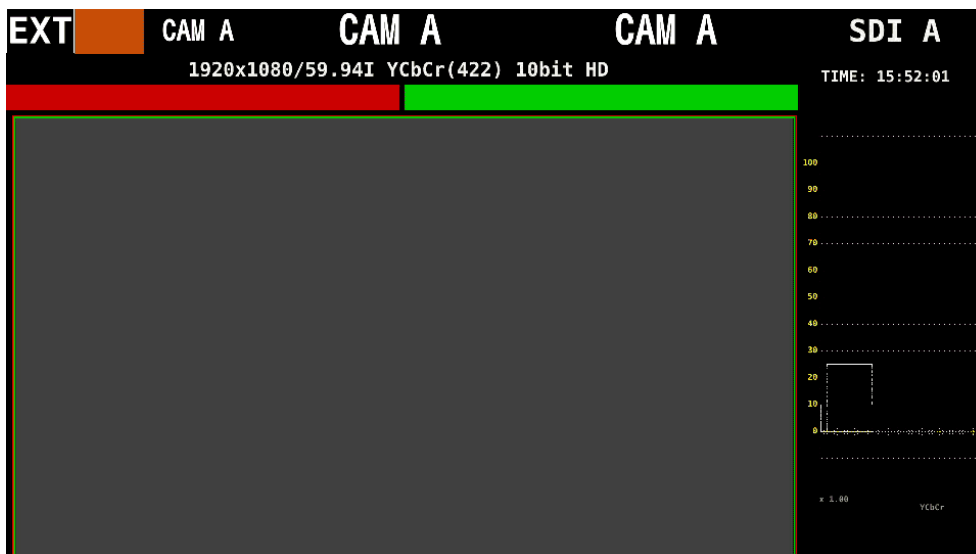 EXT CAM A CAM A CAM A SDI A
1920x1080/59.94I YCbCr(422) 10bit HD
TIME: 15:52:01
100
90
80
70
60
50
40
30
20
10
0
x 1.00
YCbCr